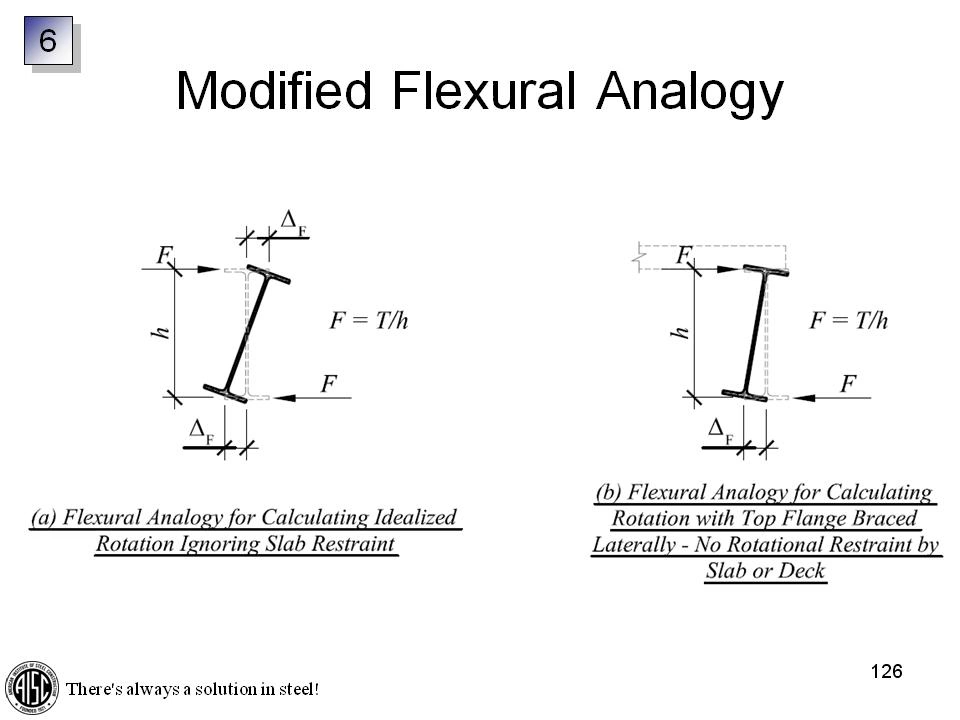 6
Modified Flexural Analogy
ΔF
F
h
F = T/h
F
ΔF
(a) Flexural Analogy for Calculating Idealized
Rotation Ignoring Slab Restraint
F
h
F = T/h
F
ΔF
(b) Flexural Analogy for Calculating
Rotation with Top Flange Braced
Laterally - No Rotational Restraint by
Slab or Deck
AISC
There's always a solution in steel!
126